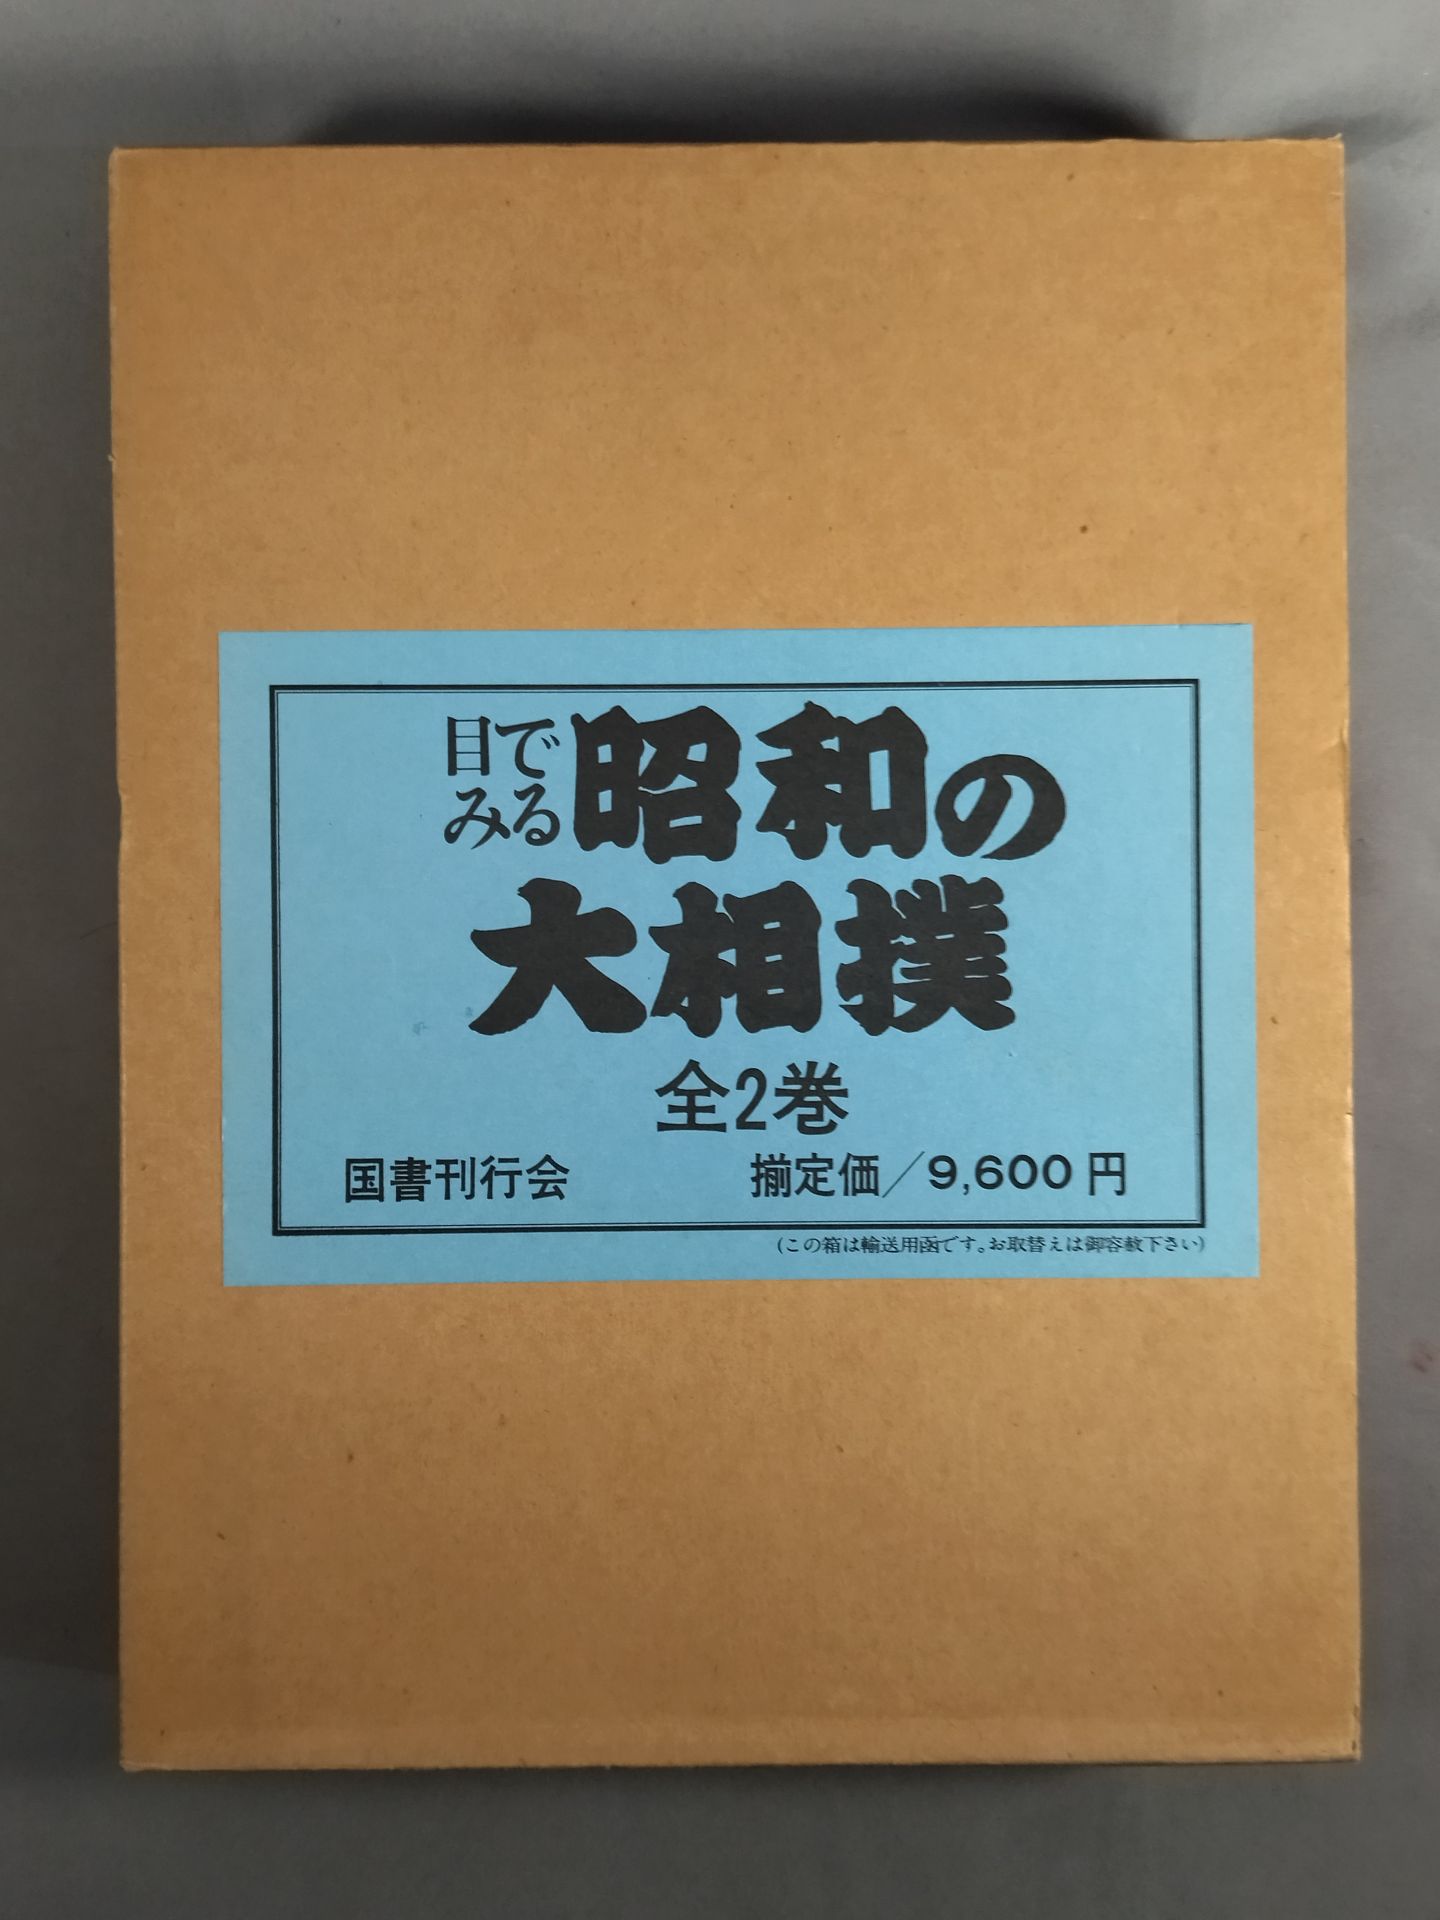 目でみる昭和の
大相撲
全2巻
国書刊行会 揃定価/9,600円
(この箱は輸送用函です。お取替えは御容赦下さい)